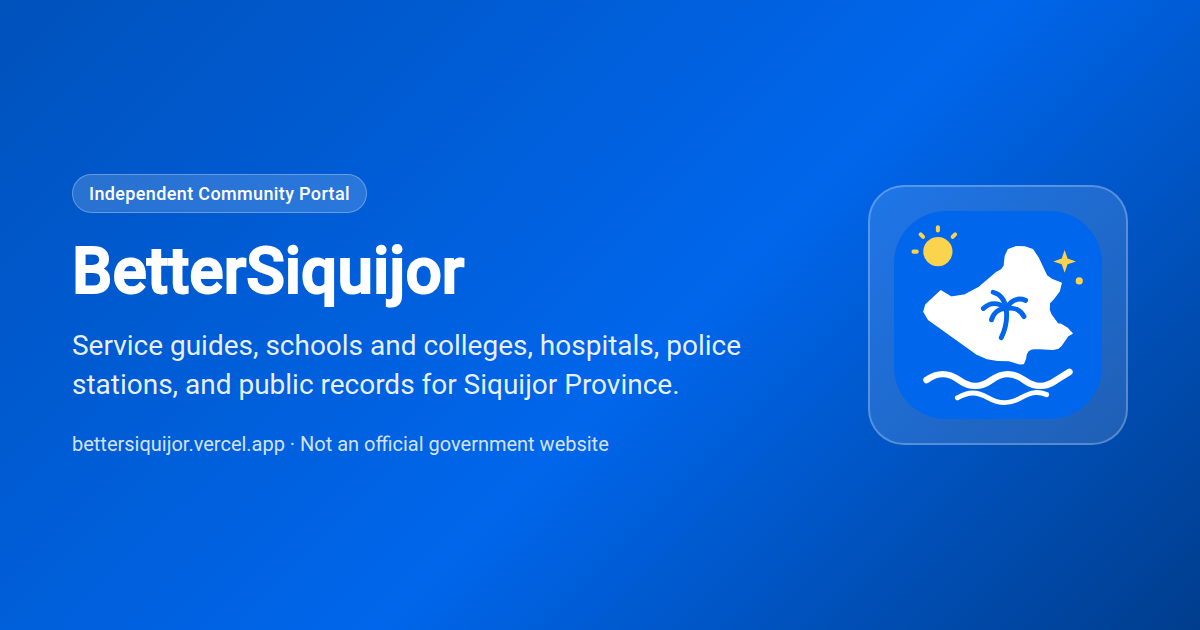 Independent Community Portal
BetterSiquijor
Service guides, schools and colleges, hospitals, police
stations, and public records for Siquijor Province.
bettersiquijor.vercel.app · Not an official government website